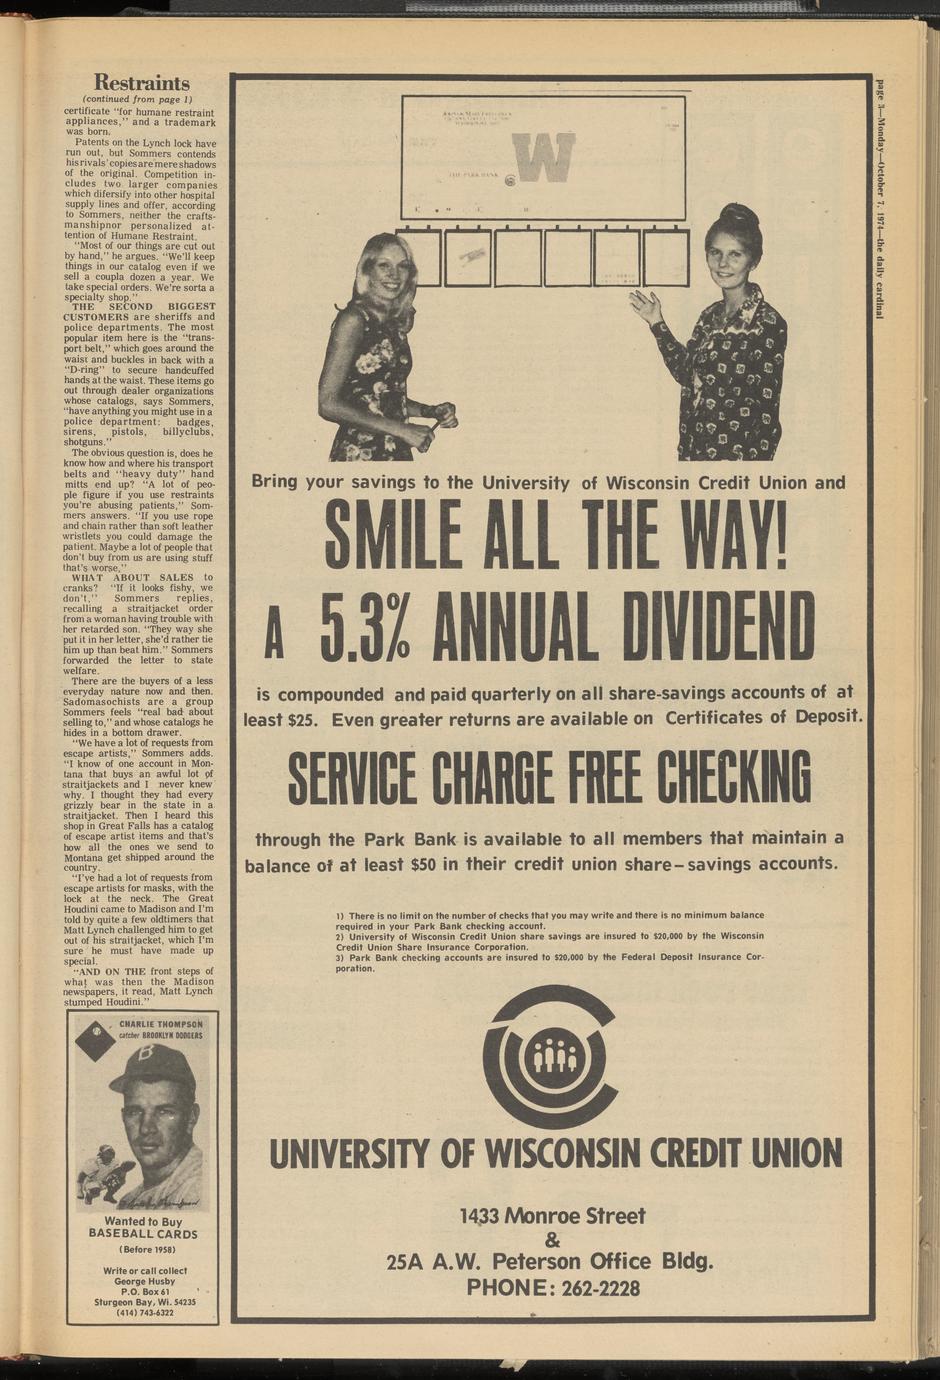 Restraints
(continued from page 1)
certificate "for humane restraint
appliances," and a trademark
was born.
Patents on the Lynch lock have
run out, but Sommers contends
his rivals' copies are mere shadows
of the original. Competition in-
cludes two larger companies
which difersify into other hospital
supply lines and offer, according
to Sommers, neither the crafts-
manshipnor personalized at-
tention of Humane Restraint.
"Most of our things are cut out
by hand," he argues. "We'll keep
things in our catalog even if we
sell a coupla dozen a year. We
take special orders. We're sorta a
specialty shop."
THE SECOND BIGGEST
CUSTOMERS are sheriffs and
police departments. The most
popular item here is the "trans-
port belt," which goes around the
waist and buckles in back with a
"D-ring" to secure handcuffed
hands at the waist. These items go
out through dealer organizations
whose catalogs, says Sommers,
"have anything you might use in a
police department: badges,
sirens, pistols, billyclubs,
shotguns."
The obvious question is, does he
know how and where his transport
belts and "heavy duty" hand
mitts end up? "A lot of peo-
ple figure if you use restraints
you're abusing patients," Som-
mers answers. "If you use rope
and chain rather than soft leather
wristlets you could damage the
patient. Maybe a lot of people that
don't buy from us are using stuff
that's worse,"
WHAT ABOUT SALES to
cranks? "If it looks fishy, we
don't," Sommers replies,
recalling a straitjacket order
from a woman having trouble with
her retarded son. "They way she
put it in her letter, she'd rather tie
him up than beat him." Sommers
forwarded the letter to state
welfare.
There are the buyers of a less
everyday nature now and then.
Sadomasochists are a group
Sommers feels "real bad about
selling to," and whose catalogs he
hides in a bottom drawer.
"We have a lot of requests from
escape artists," Sommers adds.
"I know of one account in Mon-
tana that buys an awful lot of
straitjackets and I never knew
why. I thought they had every
grizzly bear in the state in a
straitjacket. Then I heard this
shop in Great Falls has a catalog
of escape artist items and that's
how all the ones we send to
Montana get shipped around the
country.
"I've had a lot of requests from
escape artists for masks, with the
lock at the neck. The Great
Houdini came to Madison and I'm
told by quite a few oldtimers that
Matt Lynch challenged him to get
out of his straitjacket, which I'm
sure he must have made up
special.
"AND ON THE front steps of
what was then the Madison
newspapers, it read, Matt Lynch
stumped Houdini."
CHARLIE THOMPSON
catcher BROOKLYN DODGERS
B
Wanted to Buy
BASEBALL CARDS
(Before 1958)
Write or call collect
George Husby
P.O. Box 61
Sturgeon Bay, Wi. 54235
(414) 743-6322
W
THE PARK BANK
Bring your savings to the University of Wisconsin Credit Union and
SMILE ALL THE WAY!
A 5.3% ANNUAL DIVIDEND
is compounded and paid quarterly on all share-savings accounts of at
least $25. Even greater returns are available on Certificates of Deposit.
SERVICE CHARGE FREE CHECKING
through the Park Bank is available to all members that maintain a
balance of at least $50 in their credit union share-savings accounts.
1) There is no limit on the number of checks that you may write and there is no minimum balance
required in your Park Bank checking account.
2) University of Wisconsin Credit Union share savings are insured to $20,000 by the Wisconsin
Credit Union Share Insurance Corporation.
3) Park Bank checking accounts are insured to $20,000 by the Federal Deposit Insurance Cor-
poration.
UNIVERSITY OF WISCONSIN CREDIT UNION
1433 Monroe Street
&
25A A.W. Peterson Office Bldg.
PHONE: 262-2228
page 3—Monday—October 7, 1974—the daily cardinal